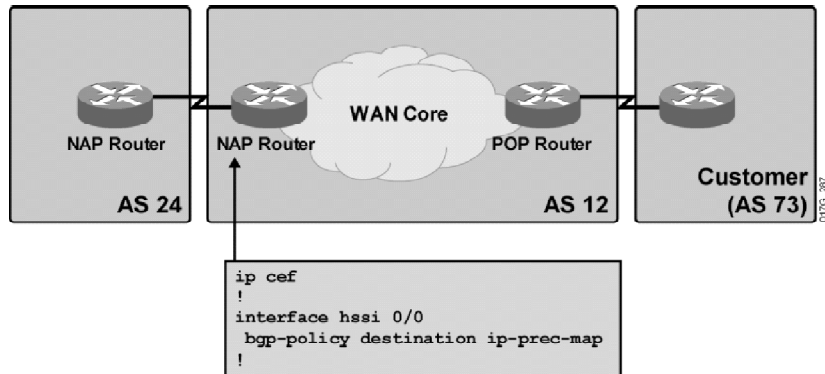 WAN Core
NAP Router
NAP Router
POP Router
AS 24
AS 12
Customer
(AS 73)
017G_287
ip cef
!
interface hssi 0/0
bgp-policy destination ip-prec-map
!